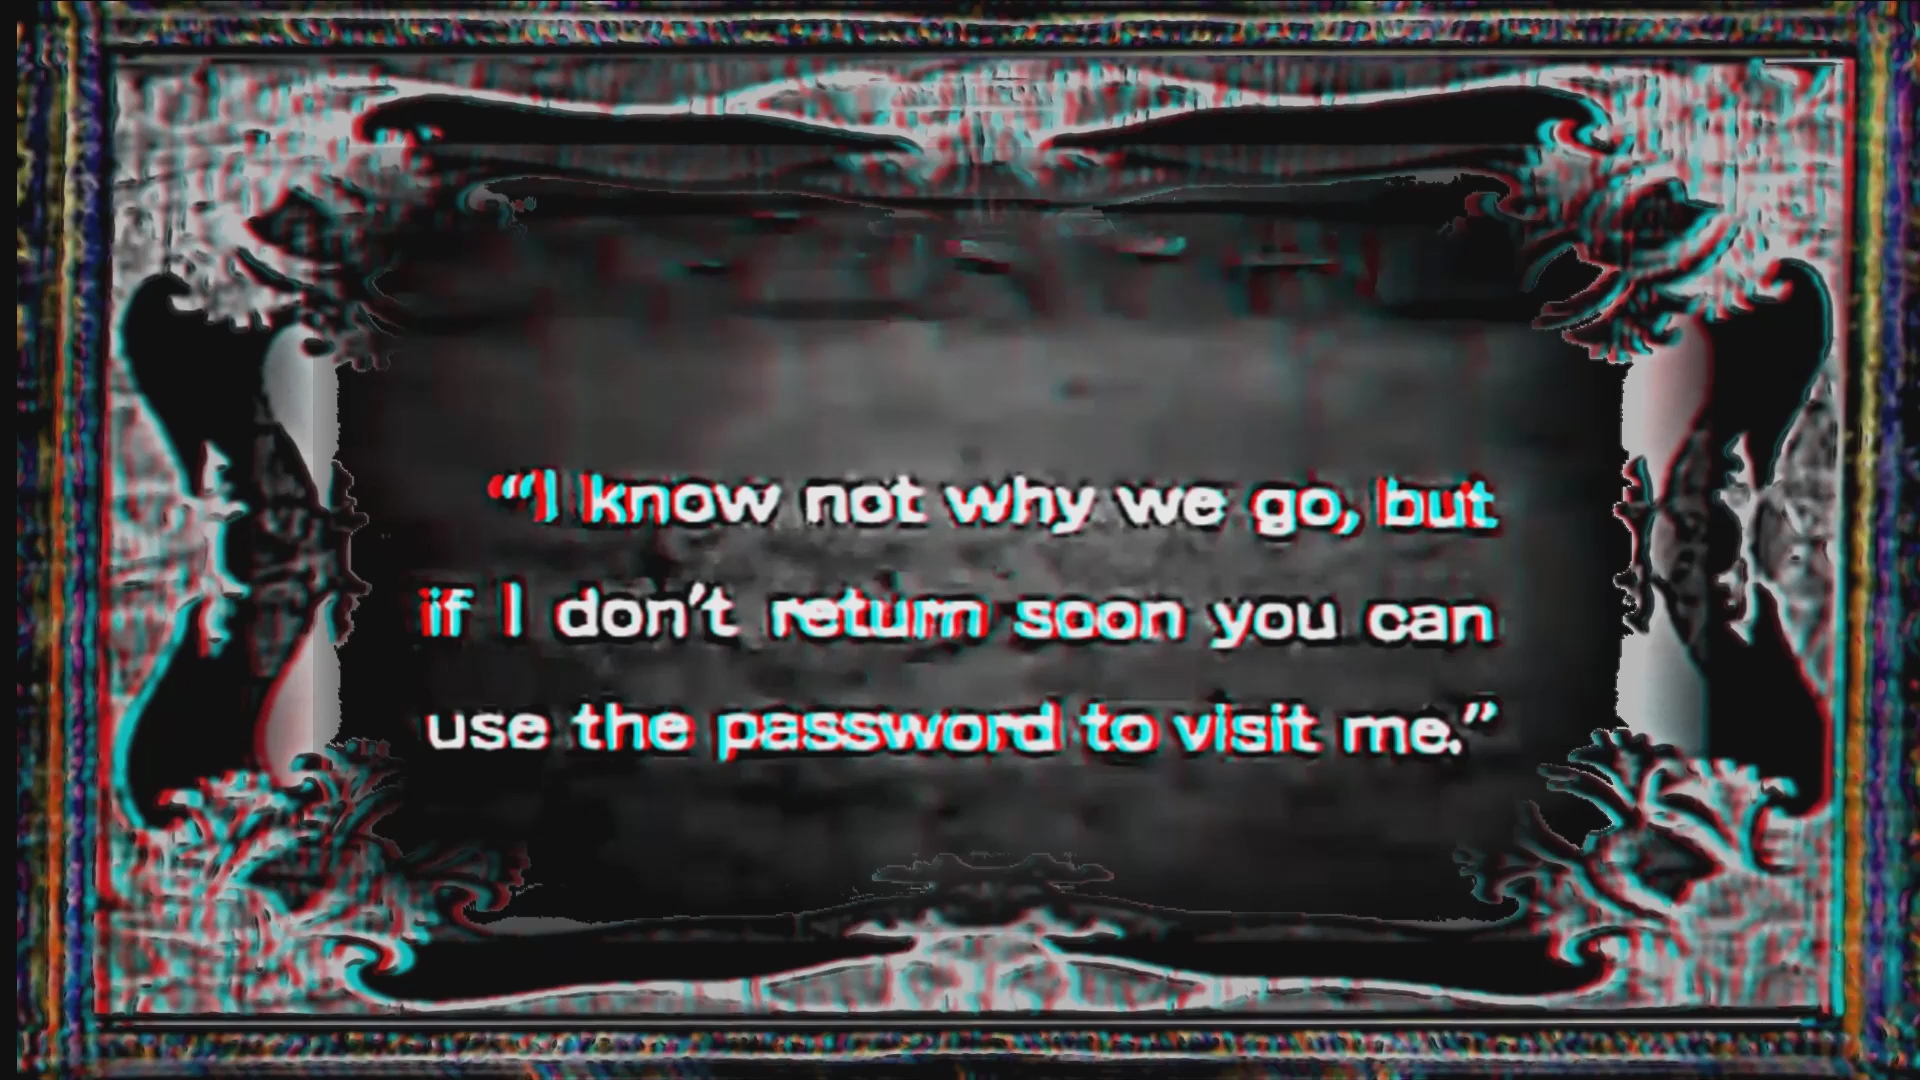 “I know not why we go, but
if I don’t return soon you can
use the password to visit me.”